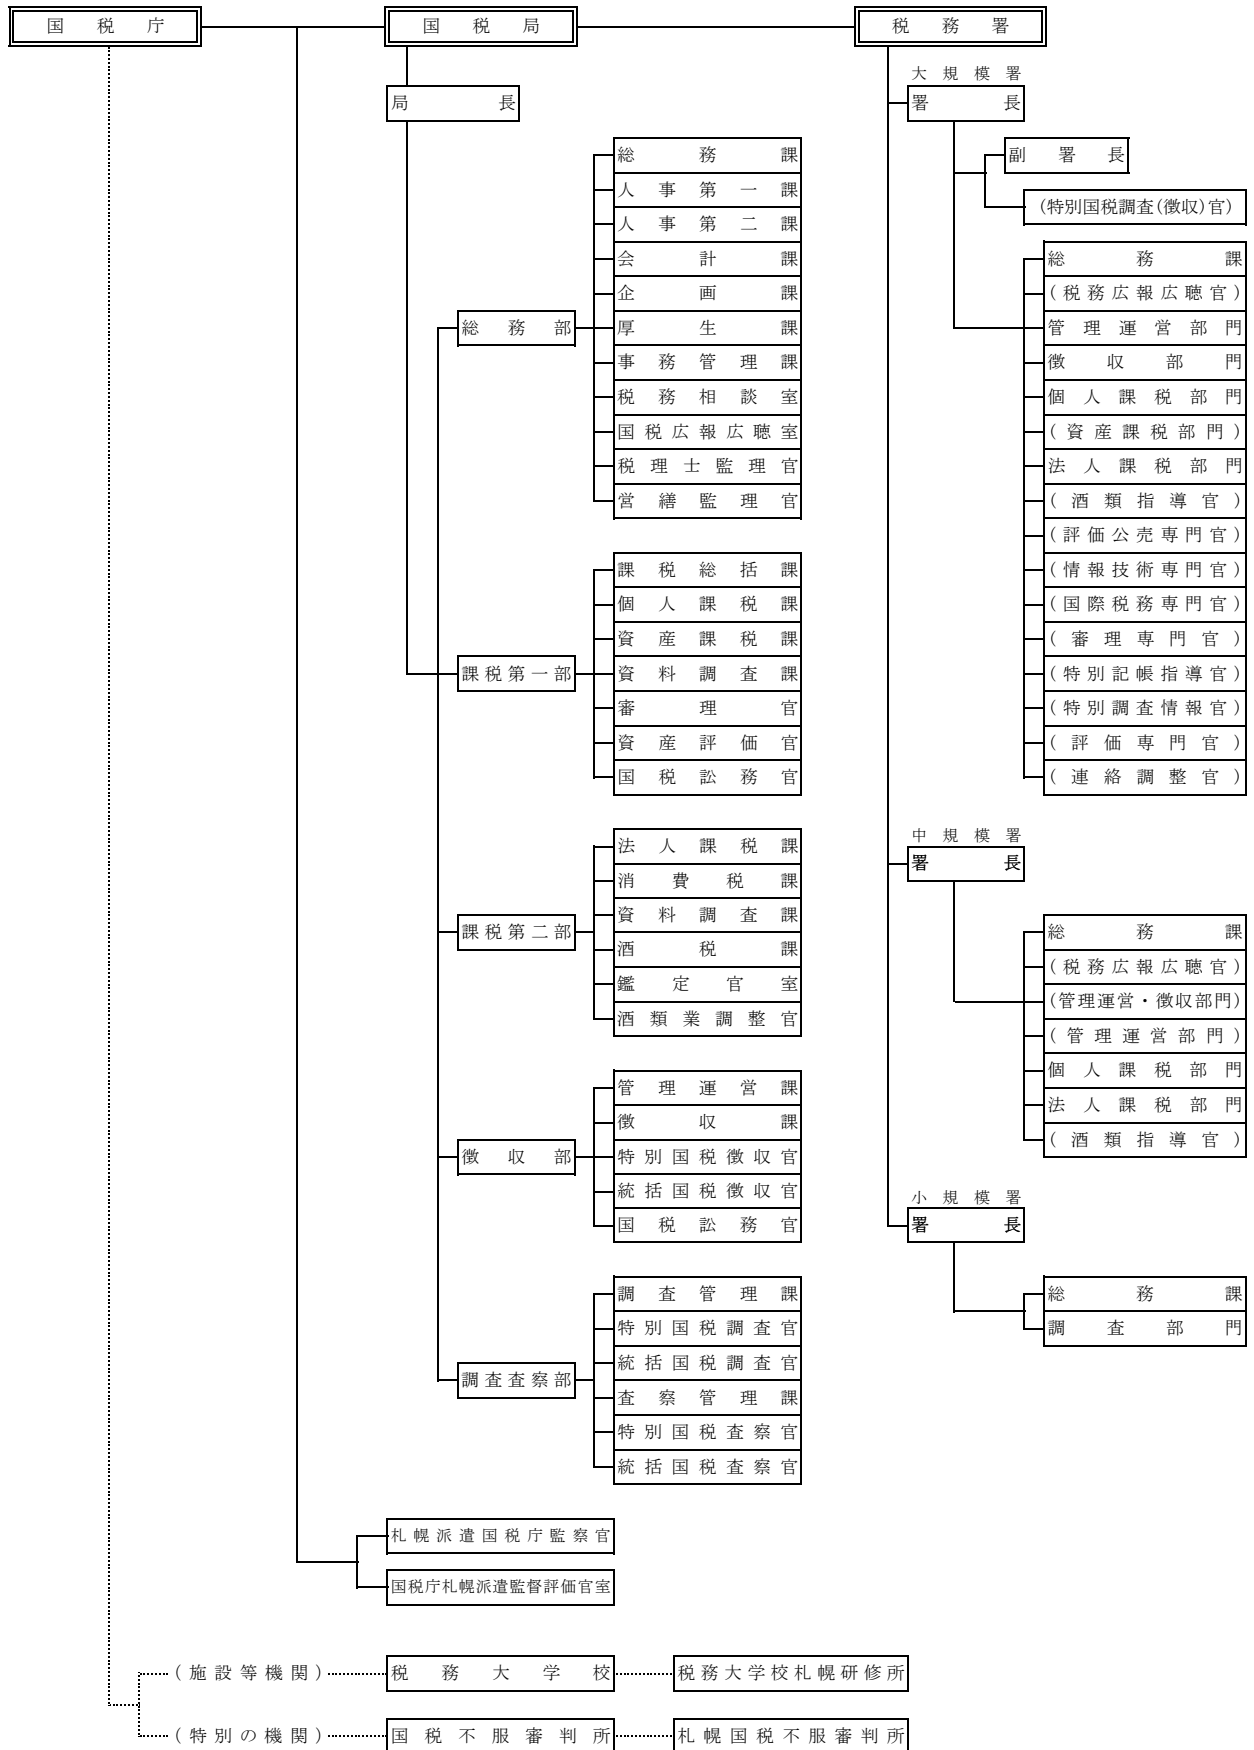 国税庁
国税局
税務署
局長
総務部
総務課
人事第一課
人事第二課
会計課
企画課
厚生課
事務管理課
税務相談室
国税広報広聴室
税理士監理官
営繕監理官
課税第一部
課税総括課
個人課税課
資産課税課
資料調査課
審理官
資産評価官
国税訟務官
課税第二部
法人課税課
消費税課
資料調査課
酒税課
鑑定官室
酒類業調整官
徴収部
管理運営課
徴収課
特別国税徴収官
統括国税徴収官
国税訟務官
調査査察部
調査管理課
特別国税調査官
統括国税調査官
査察管理課
特別国税査察官
統括国税査察官
大規模署
署長
副署長
(特別国税調査(徴収)官)
総務課
(税務広報広聴官)
管理運営部門
徴収部門
個人課税部門
(資産課税部門)
法人課税部門
(酒類指導官)
(評価公売専門官)
(情報技術専門官)
(国際税務専門官)
(審理専門官)
(特別記帳指導官)
(特別調査情報官)
(評価専門官)
(連絡調整官)
中規模署
署長
総務課
(税務広報広聴官)
(管理運営・徴収部門)
(管理運営部門)
個人課税部門
法人課税部門
(酒類指導官)
小規模署
署長
総務課
調査部門
札幌派遣国税庁監察官
国税庁札幌派遣監督評価官室
(施設等機関)
税務大学校
税務大学校札幌研修所
(特別の機関)
国税不服審判所
札幌国税不服審判所